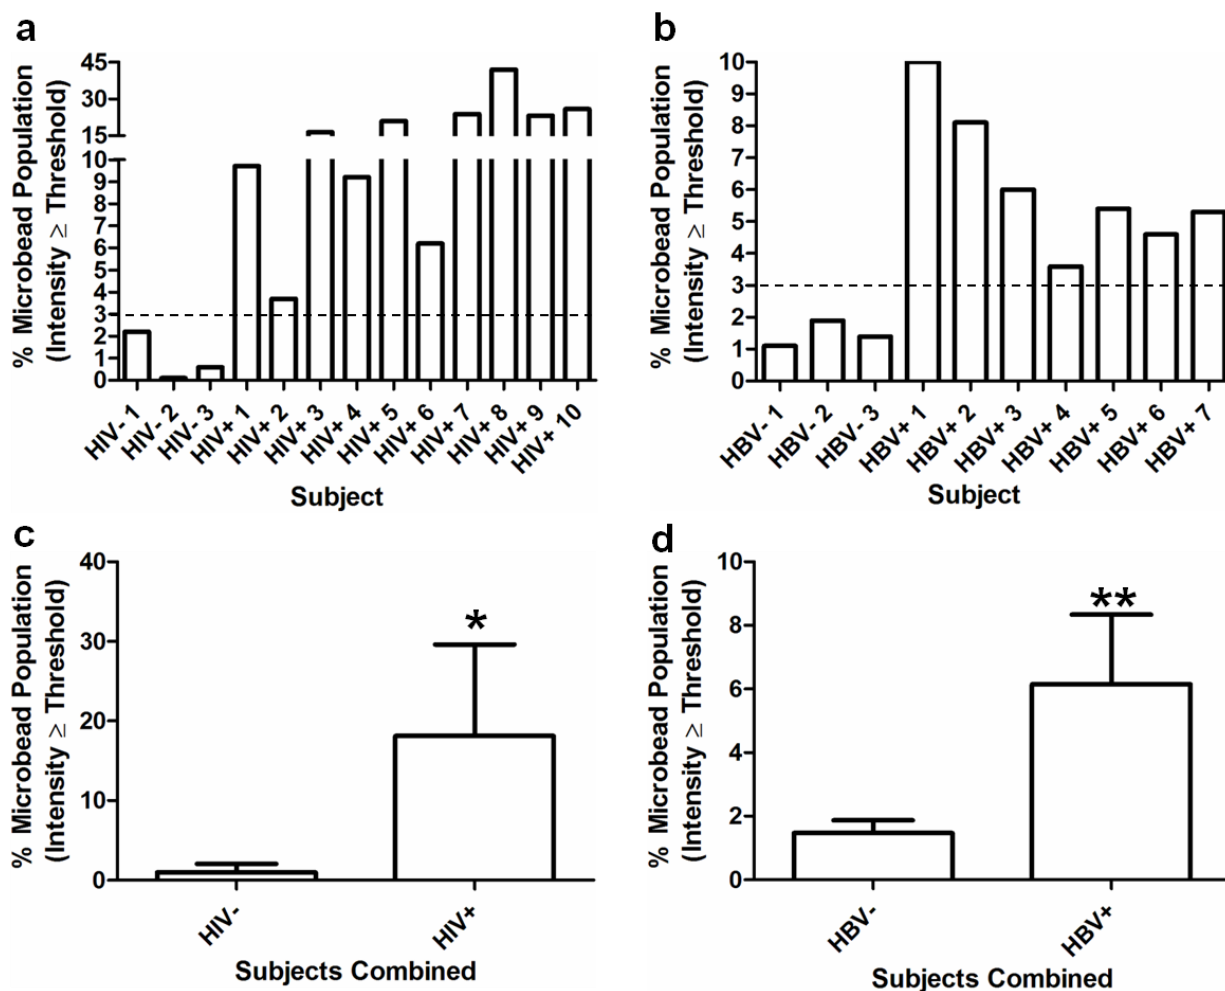 a
% Microbead Population
(Intensity ≥ Threshold)
45
30
15
10
9
8
7
6
5
4
3
2
1
0
HIV- 1
HIV- 2
HIV- 3
HIV+ 1
HIV+ 2
HIV+ 3
HIV+ 4
HIV+ 5
HIV+ 6
HIV+ 7
HIV+ 8
HIV+ 9
HIV+ 10
Subject
b
% Microbead Population
(Intensity ≥ Threshold)
10
9
8
7
6
5
4
3
2
1
0
HBV- 1
HBV- 2
HBV- 3
HBV+ 1
HBV+ 2
HBV+ 3
HBV+ 4
HBV+ 5
HBV+ 6
HBV+ 7
Subject
c
% Microbead Population
(Intensity ≥ Threshold)
40
30
20
10
0
*
HIV-
HIV+
Subjects Combined
d
% Microbead Population
(Intensity ≥ Threshold)
10
8
6
4
2
0
**
HBV-
HBV+
Subjects Combined